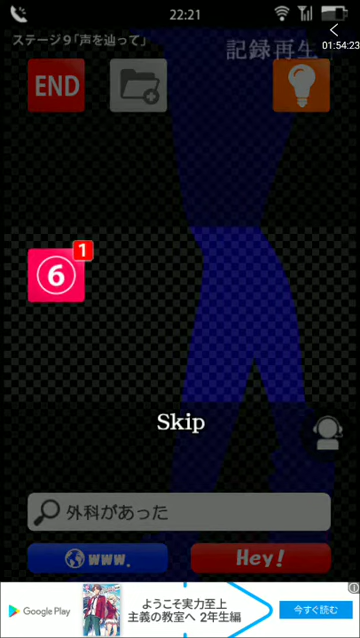 22:21
ステージ9「声を辿って」
記録再生
01:54:23
END
6
1
Skip
外科があった
www.
Hey!
Google Play
ようこそ実力至上
主義の教室へ 2年生編
今すぐ読む